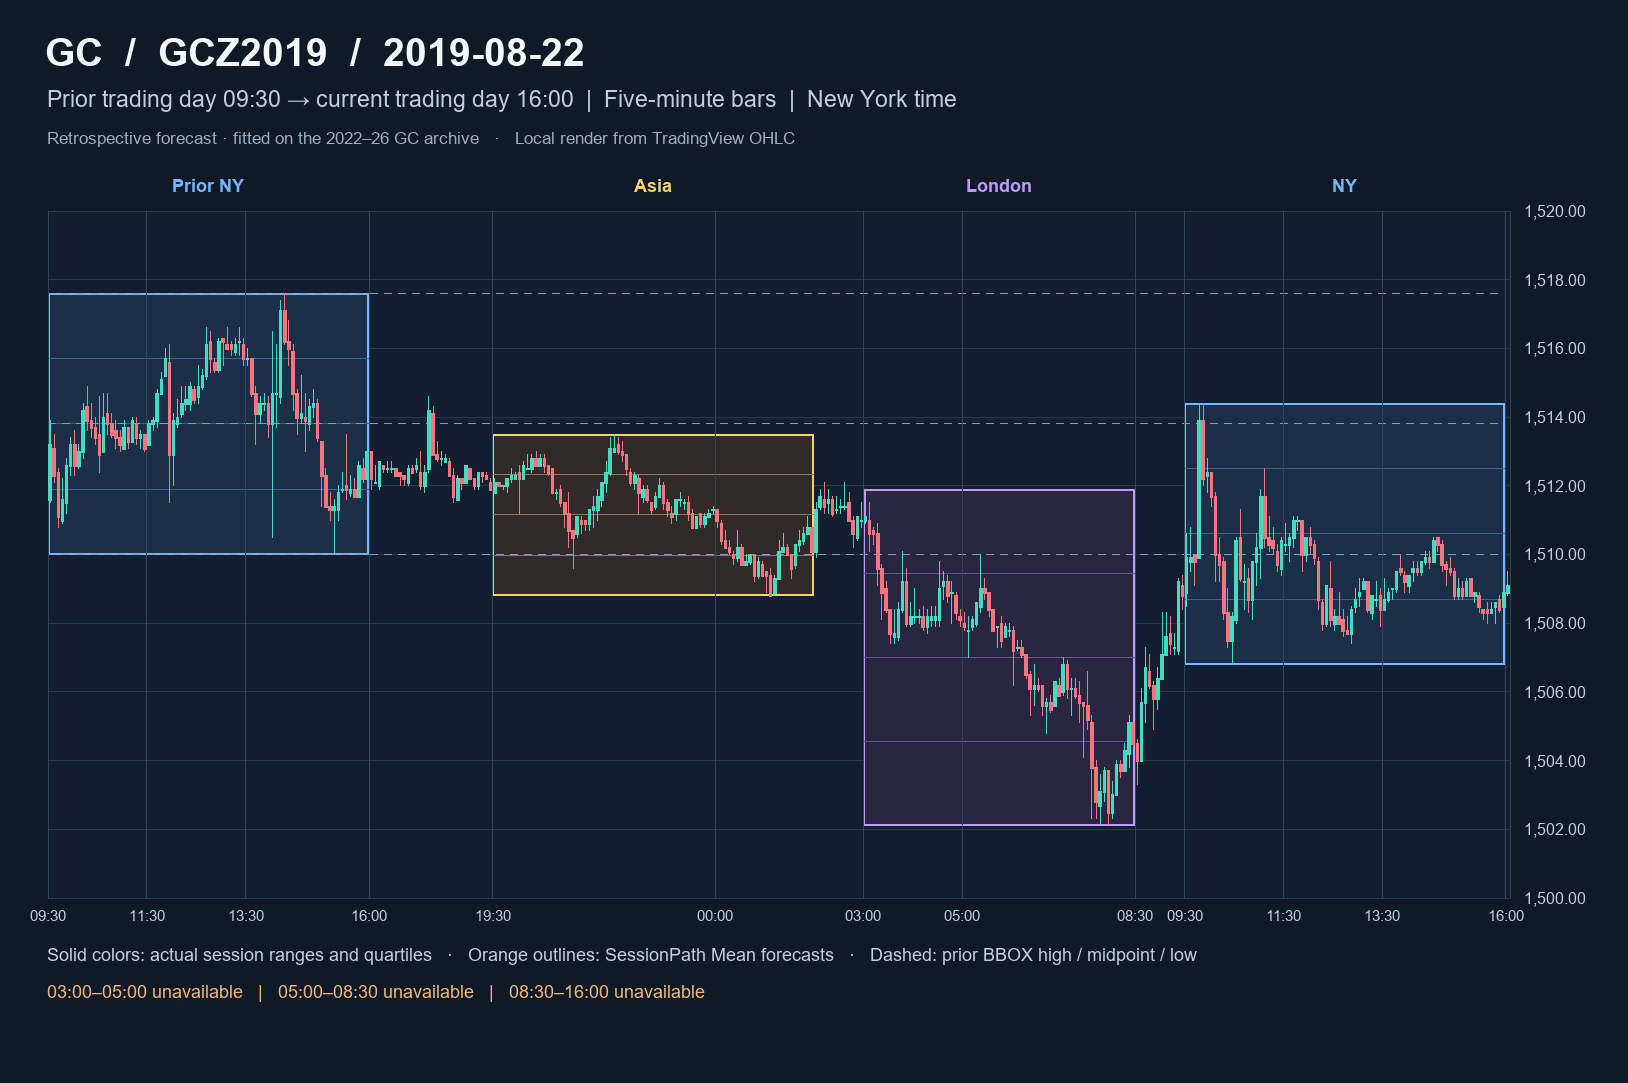 GC / GCZ2019 / 2019-08-22
Prior trading day 09:30 → current trading day 16:00 | Five-minute bars | New York time
Retrospective forecast · fitted on the 2022–26 GC archive · Local render from TradingView OHLC
Prior NY Asia London NY
1,520.00
1,518.00
1,516.00
1,514.00
1,512.00
1,510.00
1,508.00
1,506.00
1,504.00
1,502.00
1,500.00
09:30 11:30 13:30 16:00 19:30 00:00 03:00 05:00 08:30 09:30 11:30 13:30 16:00
Solid colors: actual session ranges and quartiles · Orange outlines: SessionPath Mean forecasts · Dashed: prior BBOX high / midpoint / low
03:00–05:00 unavailable | 05:00–08:30 unavailable | 08:30–16:00 unavailable